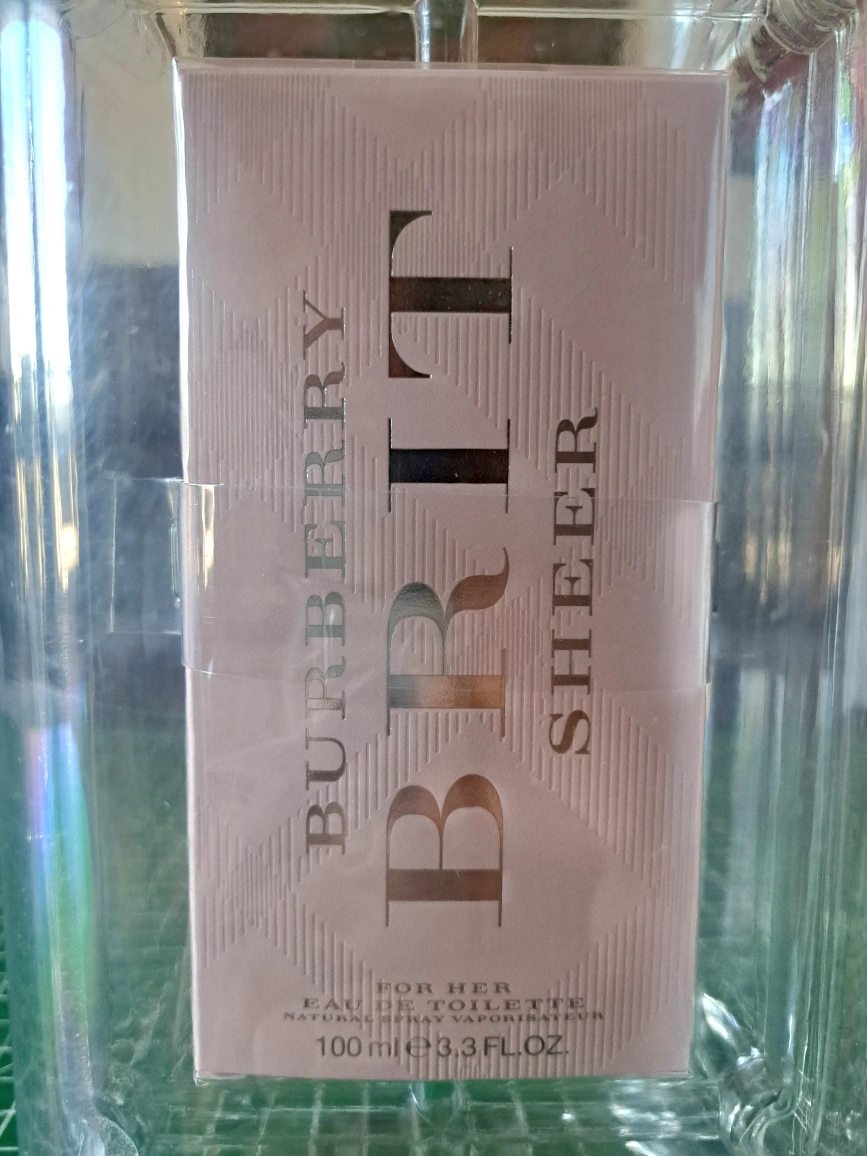 BURBERRY
BRIT
SHEER
FOR HER
EAU DE TOILETTE
NATURAL SPRAY VAPORISATEUR
100 ml ℮ 3.3 FL.OZ.